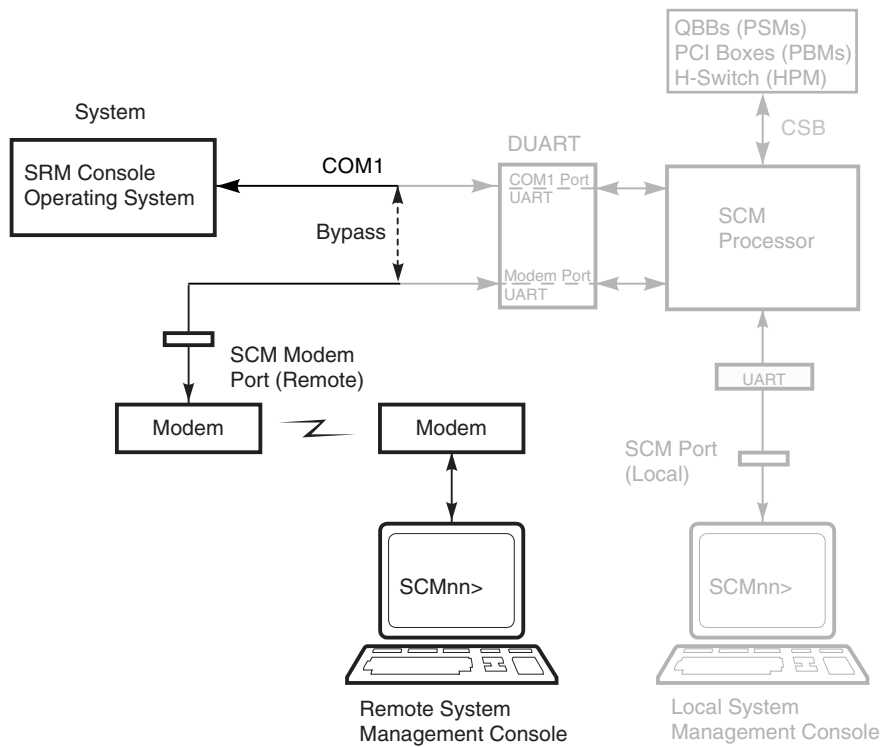 QBBs (PSMs)
PCI Boxes (PBMs)
H-Switch (HPM)
System
CSB
DUART
SRM Console
Operating System
COM1
COM1 Port
UART
SCM
Processor
Bypass
Modem Port
UART
SCM Modem
Port (Remote)
UART
Modem
Modem
SCM Port
(Local)
SCMnn>
SCMnn>
Remote System
Management Console
Local System
Management Console